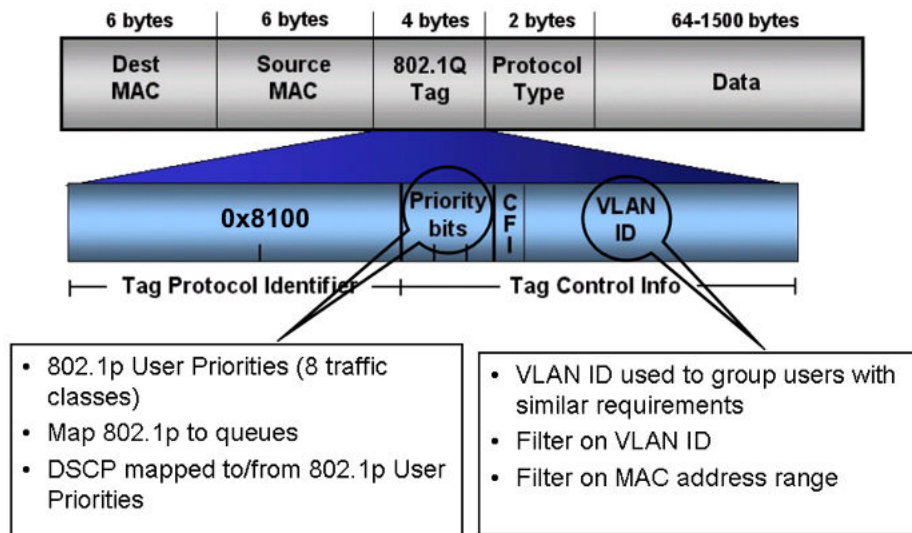 6 bytes 6 bytes 4 bytes 2 bytes 64-1500 bytes
Dest MAC
Source MAC
802.1Q Tag
Protocol Type
Data
0x8100
Priority bits
CFI
VLAN ID
Tag Protocol Identifier
Tag Control Info
• 802.1p User Priorities (8 traffic
classes)
• Map 802.1p to queues
• DSCP mapped to/from 802.1p User
Priorities
• VLAN ID used to group users with
similar requirements
• Filter on VLAN ID
• Filter on MAC address range